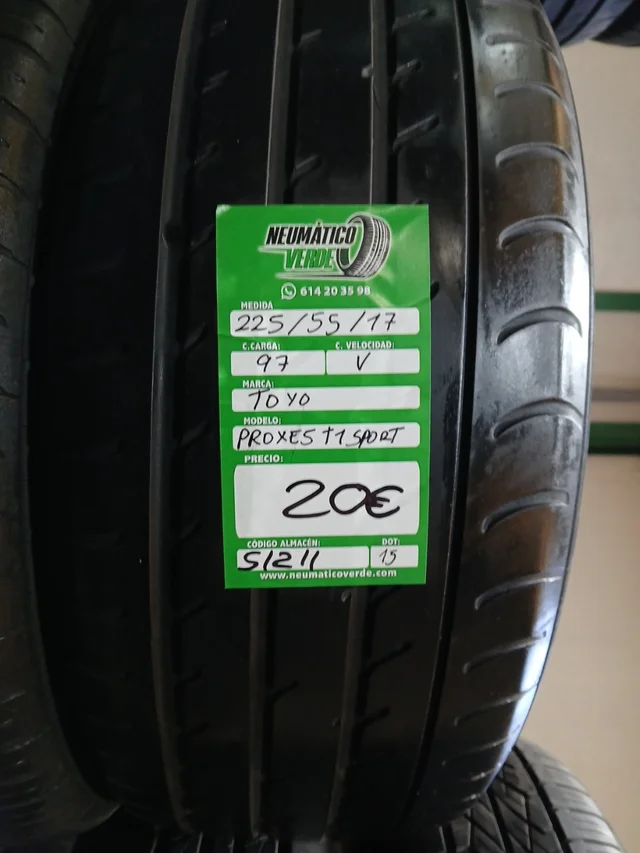 NEUMÁTICO
VERDE
614 20 35 98
MEDIDA
225/55/17
C.CARGA: C. VELOCIDAD:
97 V
MARCA:
TOYO
MODELO:
PROXES T1 SPORT
PRECIO:
20€
CÓDIGO ALMACÉN: DOT:
S1211 15
www.neumaticoverde.com